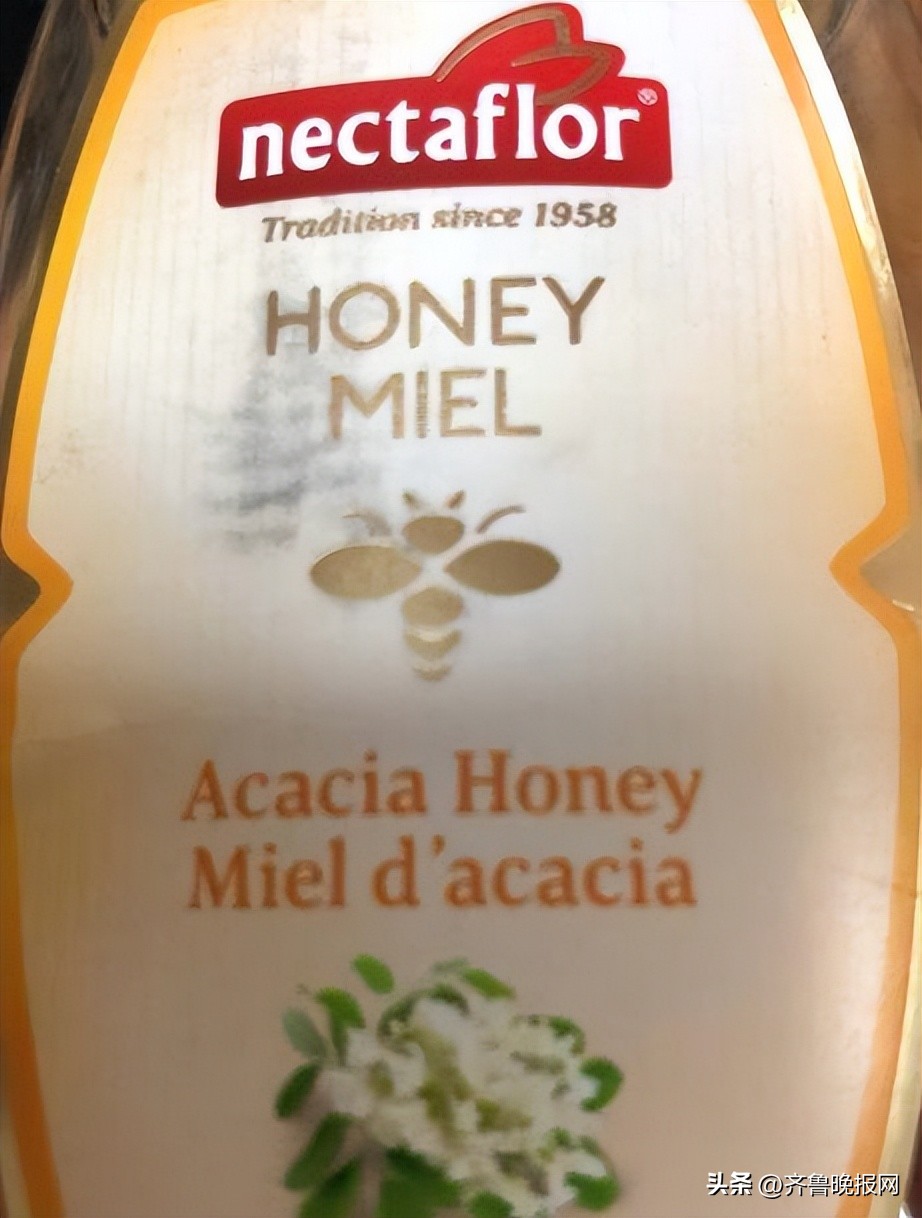 nectaflor®
Tradition since 1958
HONEY
MIEL
Acacia Honey
Miel d'acacia
头条 @齐鲁晚报网